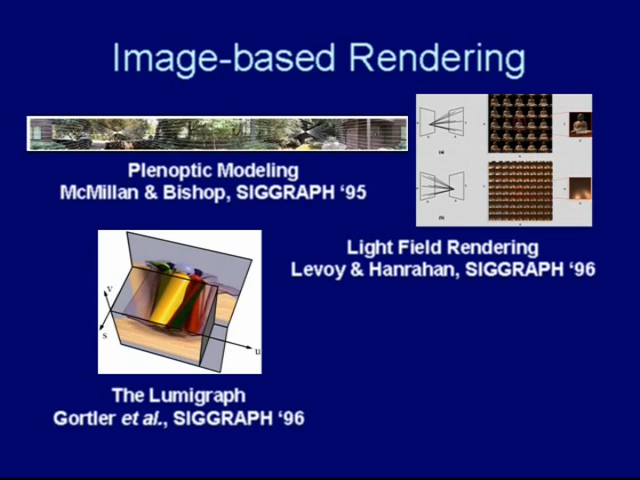 Image-based Rendering
Plenoptic Modeling
McMillan & Bishop, SIGGRAPH ‘95
(a)
(b)
Light Field Rendering
Levoy & Hanrahan, SIGGRAPH ‘96
v
s
u
The Lumigraph
Gortler et al., SIGGRAPH ‘96